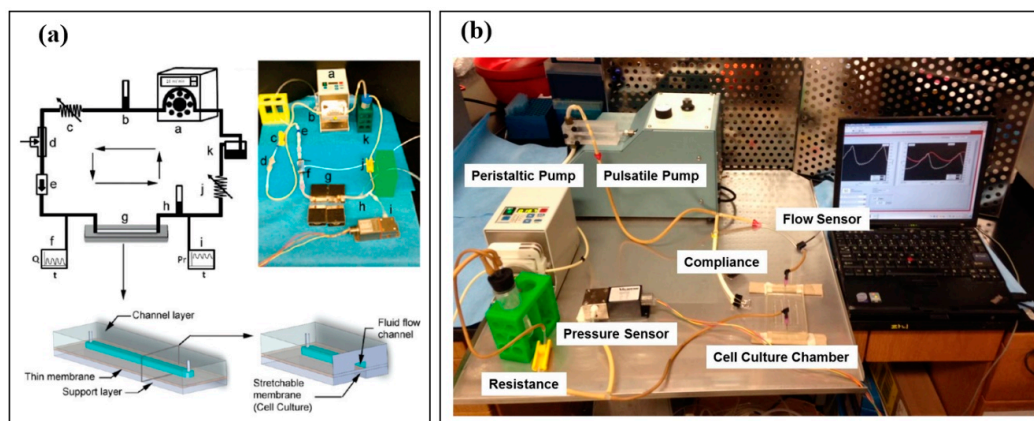 (a)
b
c
a
d
k
e
j
g
h
f
i
Q
t
Pr
t
a
b
c
k
e
d
j
f
g
h
i
Channel layer
Thin membrane
Support layer
Fluid flow
channel
Stretchable
membrane
(Cell Culture)
(b)
Peristaltic Pump
Pulsatile Pump
Flow Sensor
Compliance
Pressure Sensor
Cell Culture Chamber
Resistance